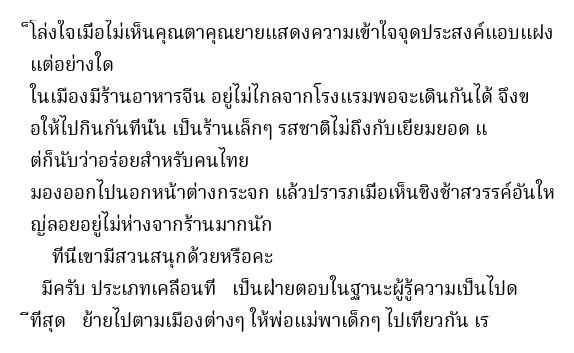 ็โล่งใจเมื่อไม่เห็นคุณตาคุณยายแสดงความเข้าใจจุดประสงค์แอบแฝง
แต่อย่างใด
ในเมืองมีร้านอาหารจีน อยู่ไม่ไกลจากโรงแรมพอจะเดินกันได้ จึงข
อให้ไปกินกันที่นั่น เป็นร้านเล็กๆ รสชาติไม่ถึงกับเยี่ยมยอด แ
ต่ก็นับว่าอร่อยสำหรับคนไทย
มองออกไปนอกหน้าต่างกระจก แล้วปรารภเมื่อเห็นชิงช้าสวรรค์อันให
ญ่ลอยอยู่ไม่ห่างจากร้านมากนัก
ที่นี่เขามีสวนสนุกด้วยหรือคะ
มีครับ ประเภทเคลื่อนที่ เป็นฝ่ายตอบในฐานะผู้รู้ความเป็นไปด
ีที่สุด ย้ายไปตามเมืองต่างๆ ให้พ่อแม่พาเด็กๆ ไปเที่ยวกัน เร